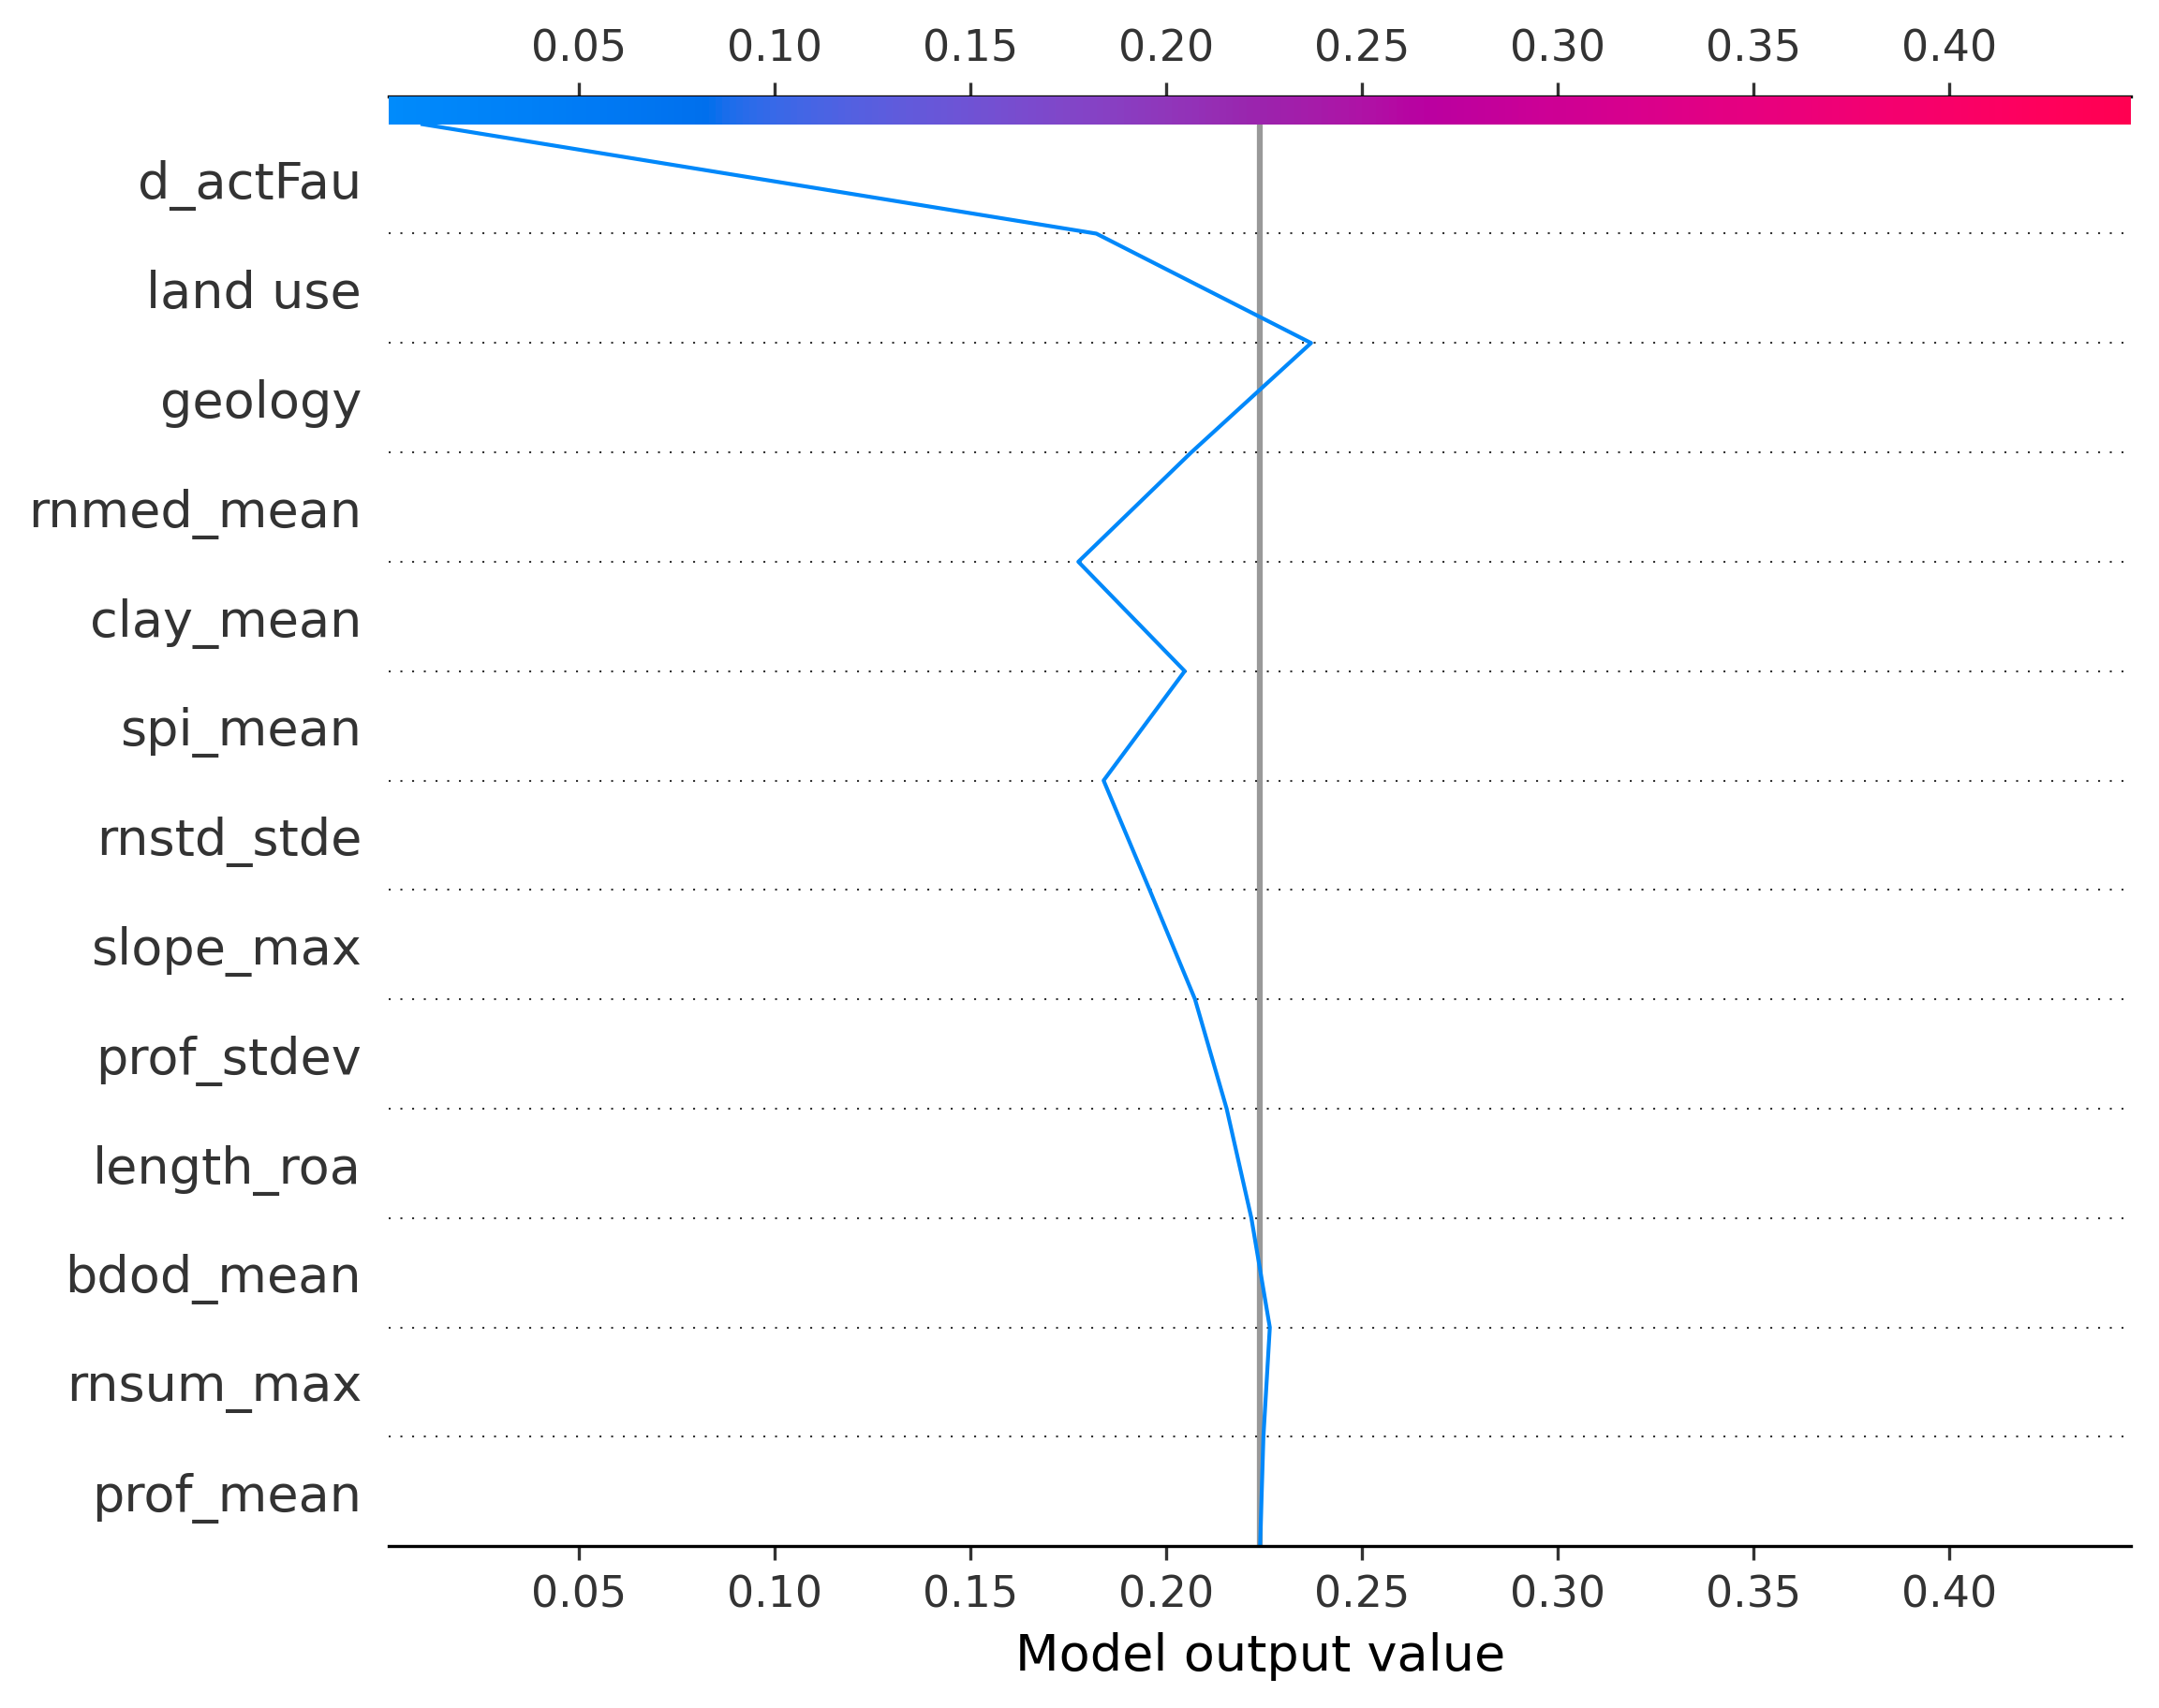 0.05 0.10 0.15 0.20 0.25 0.30 0.35 0.40
d_actFau
land use
geology
rnmed_mean
clay_mean
spi_mean
rnstd_stde
slope_max
prof_stdev
length_roa
bdod_mean
rnsum_max
prof_mean
0.05 0.10 0.15 0.20 0.25 0.30 0.35 0.40
Model output value